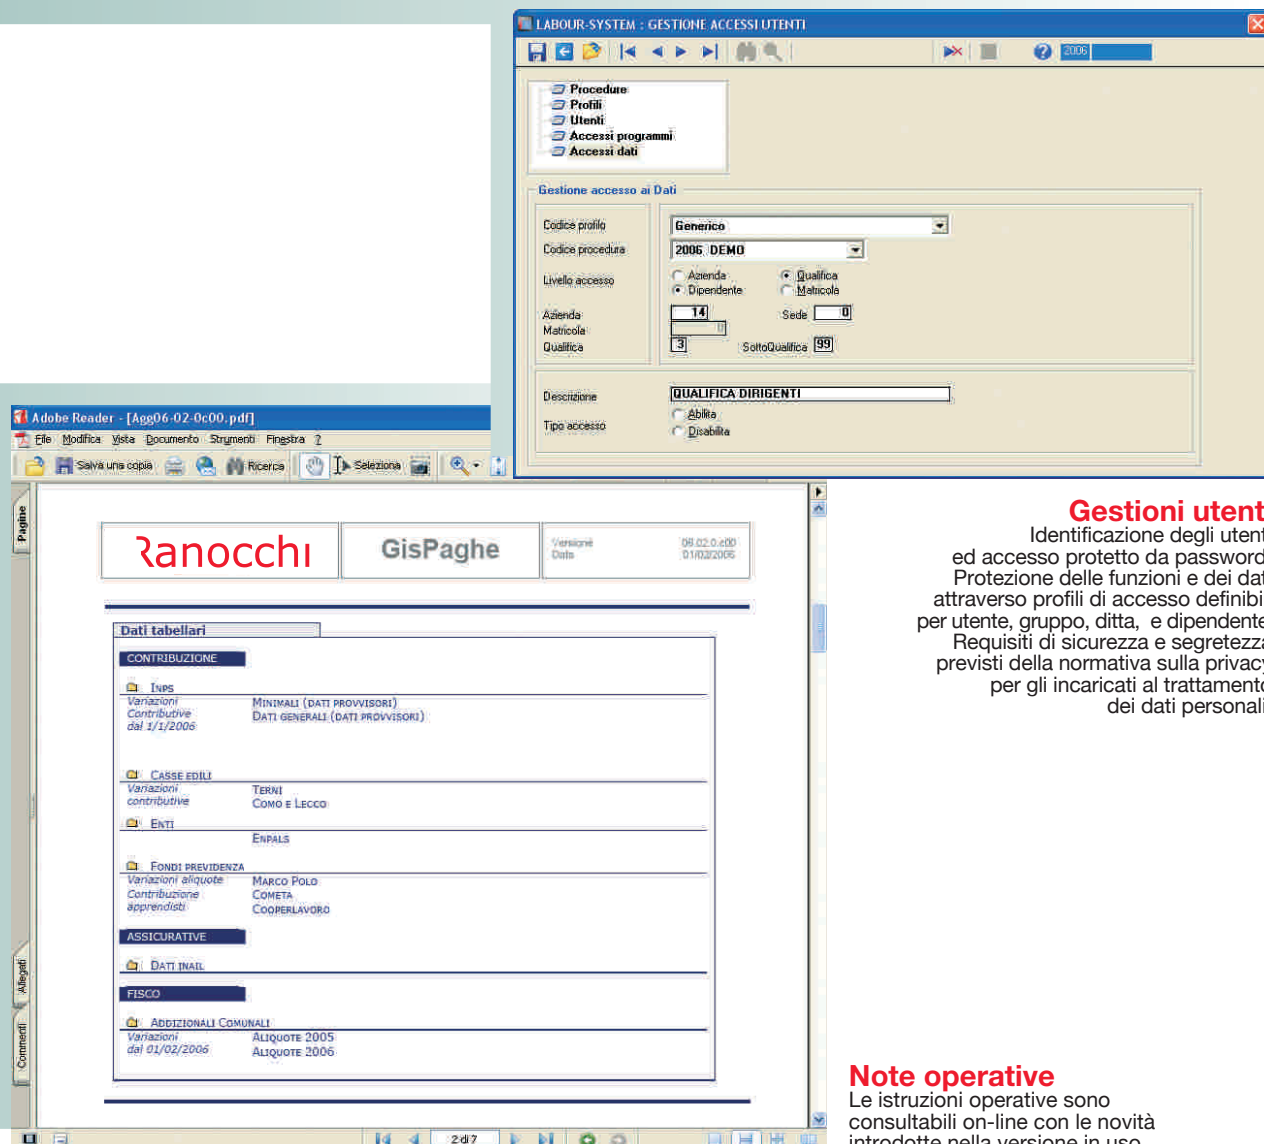 LABOUR-SYSTEM : GESTIONE ACCESSI UTENTI
2006
Procedure
Profili
Utenti
Accessi programmi
Accessi dati
Gestione accesso ai Dati
Codice profilo Generico
Codice procedura 2006 DEMO
Livello accesso Azienda Qualifica
Dipendente Matricola
Azienda 14 Sede 0
Matricola 0
Qualifica 3 SottoQualifica 99
Descrizione QUALIFICA DIRIGENTI
Tipo accesso Abilita
Disabilita
Adobe Reader - [Agg06-02-0c00.pdf]
File Modifica Vista Documento Strumenti Finestra ?
Salva una copia Ricerca Seleziona
Pagine
Allegati
Commenti
Ranocchi GisPaghe
Versione 06.02.0.c00
Data 01/02/2006
Dati tabellari
CONTRIBUZIONE
INPS
Variazioni MINIMALI (DATI PROVVISORI)
Contributive DATI GENERALI (DATI PROVVISORI)
dal 1/1/2006
CASSE EDILI
Variazioni TERNI
contributive COMO E LECCO
ENTI
ENPALS
FONDI PREVIDENZA
Variazioni aliquote MARCO POLO
Contribuzione COMETA
apprendisti COOPERLAVORO
ASSICURATIVE
DATI INAIL
FISCO
ADDIZIONALI COMUNALI
Variazioni ALIQUOTE 2005
dal 01/02/2006 ALIQUOTE 2006
2 di 7
Gestioni utent
Identificazione degli utent
ed accesso protetto da password
Protezione delle funzioni e dei dat
attraverso profili di accesso definibi
per utente, gruppo, ditta, e dipendente
Requisiti di sicurezza e segretezza
previsti della normativa sulla privacy
per gli incaricati al trattamento
dei dati personali
Note operative
Le istruzioni operative sono
consultabili on-line con le novità
introdotte nella versione in uso